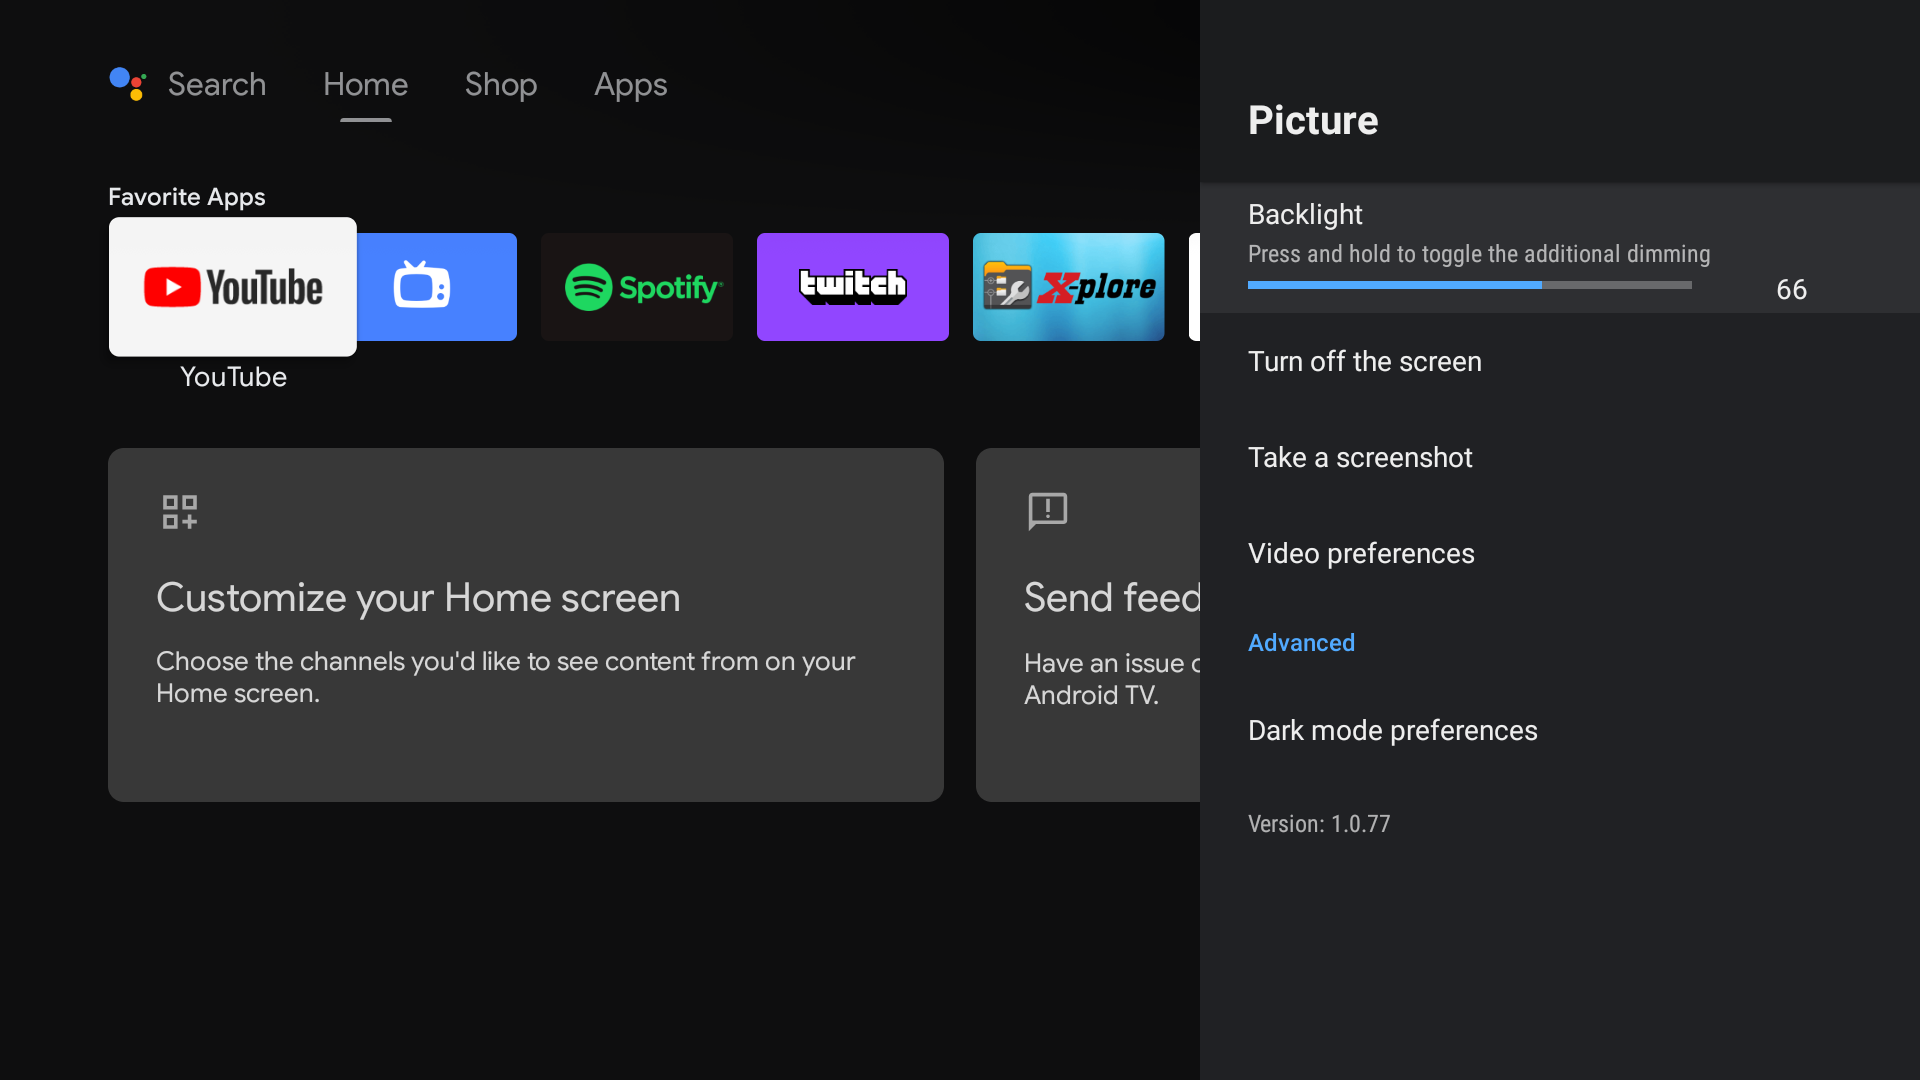 Search Home Shop Apps
Favorite Apps
YouTube
Spotify
twitch
X-plore
YouTube
Customize your Home screen
Choose the channels you'd like to see content from on your
Home screen.
Send feed
Have an issue
Android TV.
Picture
Backlight
Press and hold to toggle the additional dimming
66
Turn off the screen
Take a screenshot
Video preferences
Advanced
Dark mode preferences
Version: 1.0.77